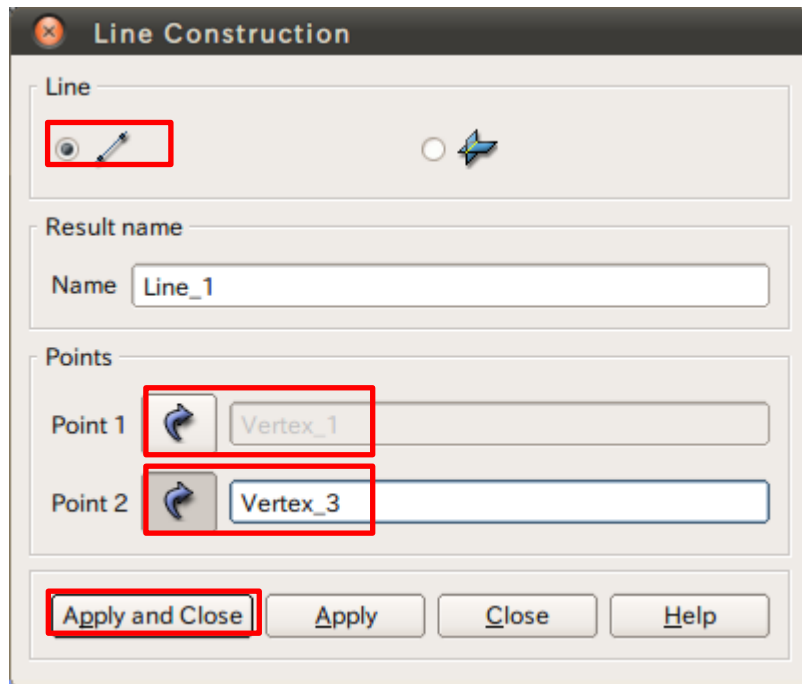 Line Construction
Line
Result name
Name Line_1
Points
Point 1 Vertex_1
Point 2 Vertex_3
Apply and Close Apply Close Help